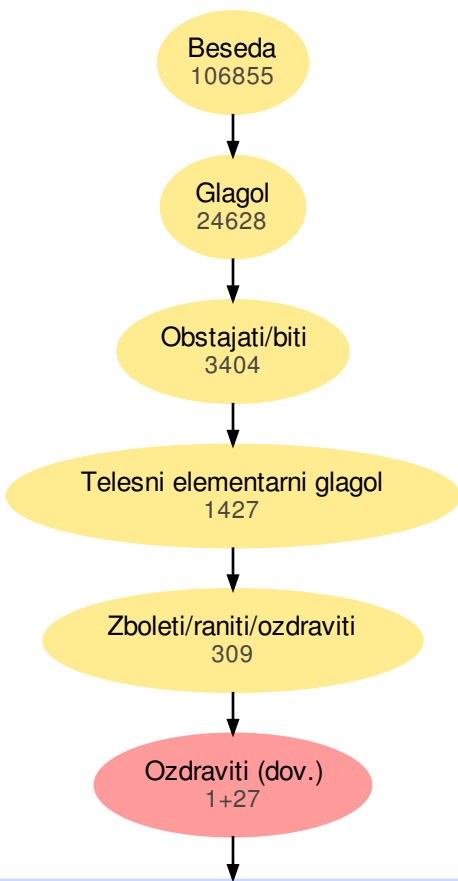 Beseda
106855
Glagol
24628
Obstajati/biti
3404
Telesni elementarni glagol
1427
Zboleti/raniti/ozdraviti
309
Ozdraviti (dov.)
1+27